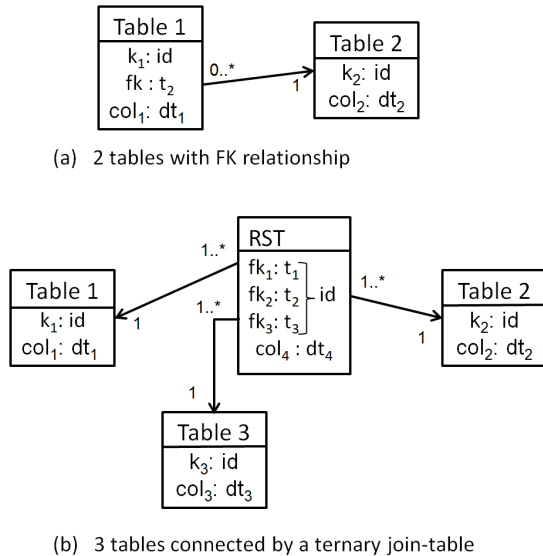 Table 1
k₁: id
fk : t₂
col₁: dt₁
0..*
1
Table 2
k₂: id
col₂: dt₂
(a) 2 tables with FK relationship
RST
fk₁: t₁
fk₂: t₂
fk₃: t₃
id
col₄ : dt₄
1..*
1..*
1..*
Table 1
k₁: id
col₁: dt₁
1
Table 2
k₂: id
col₂: dt₂
1
1
Table 3
k₃: id
col₃: dt₃
(b) 3 tables connected by a ternary join-table